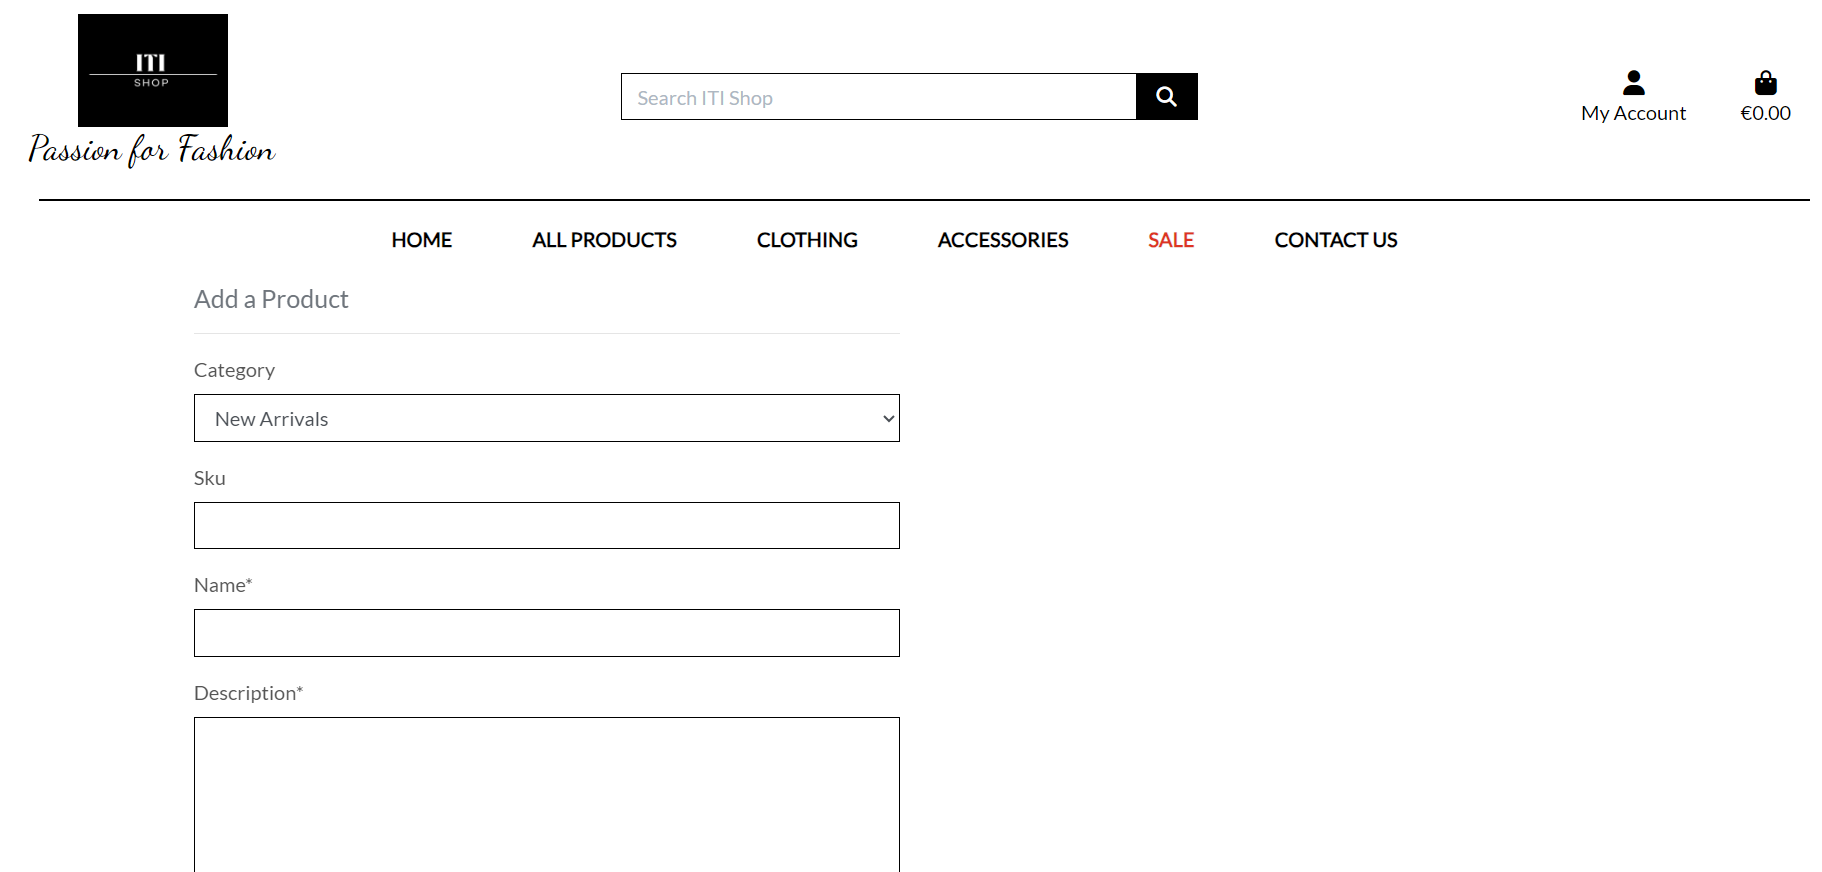 ITI
SHOP
Passion for Fashion
Search ITI Shop
My Account
€0.00
HOME
ALL PRODUCTS
CLOTHING
ACCESSORIES
SALE
CONTACT US
Add a Product
Category
New Arrivals
Sku
Name*
Description*